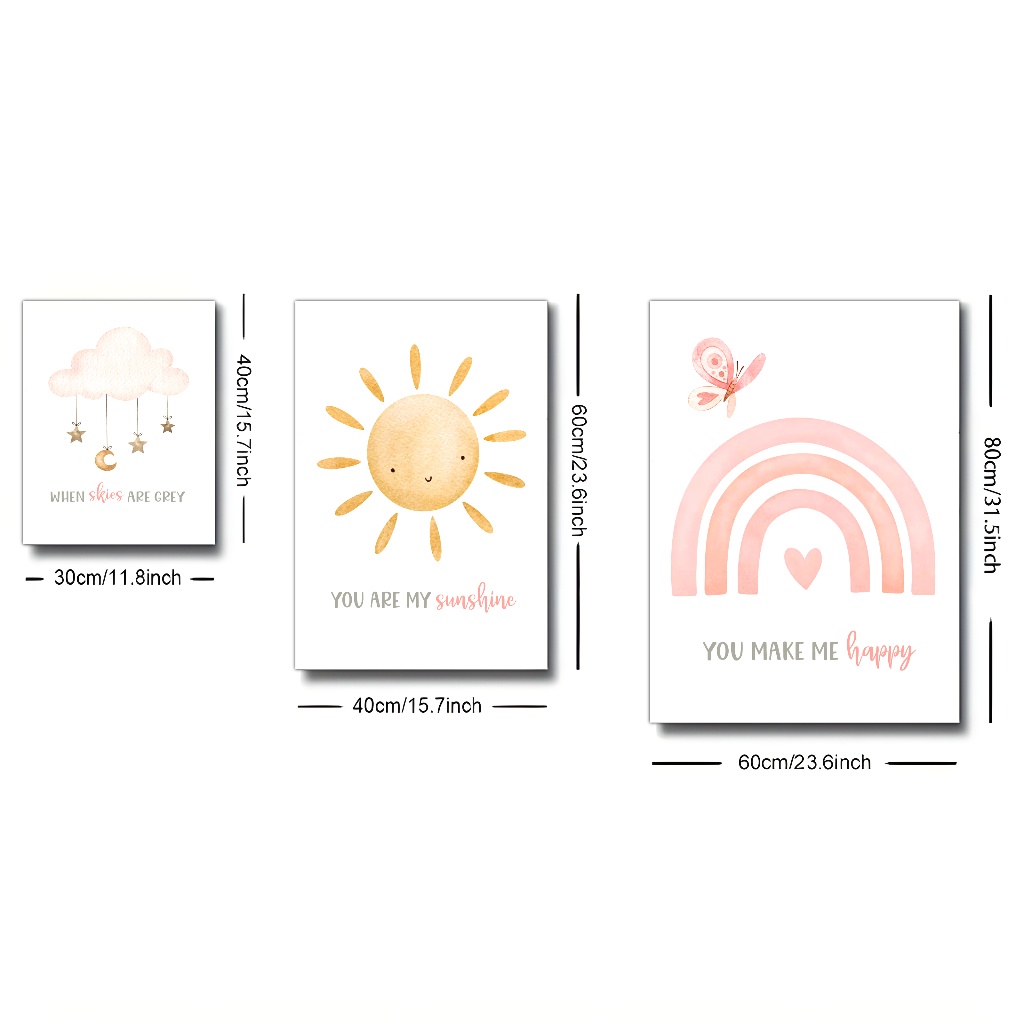 WHEN skies ARE GREY
40cm/15.7inch
30cm/11.8inch
YOU ARE MY sunshine
60cm/23.6inch
40cm/15.7inch
YOU MAKE ME happy
80cm/31.5inch
60cm/23.6inch